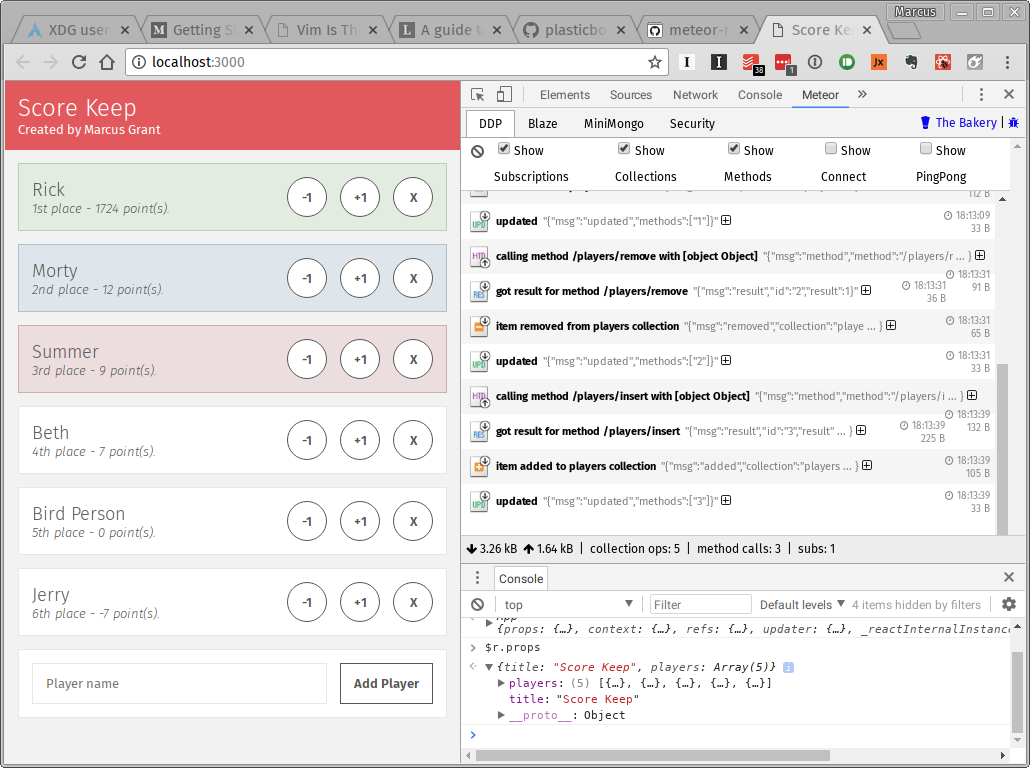 Marcus
XDG user
Getting S
Vim Is Th
A guide t
plasticbo
meteor-r
Score Ke
localhost:3000
38
1
Jx
Score Keep
Created by Marcus Grant
Rick
1st place - 1724 point(s).
-1
+1
X
Morty
2nd place - 12 point(s).
-1
+1
X
Summer
3rd place - 9 point(s).
-1
+1
X
Beth
4th place - 7 point(s).
-1
+1
X
Bird Person
5th place - 0 point(s).
-1
+1
X
Jerry
6th place - -7 point(s).
-1
+1
X
Player name
Add Player
Elements Sources Network Console Meteor
DDP Blaze MiniMongo Security
The Bakery |
Show Show Show Show Show
Subscriptions Collections Methods Connect PingPong
112 B
updated "{"msg":"updated","methods":["1"]}" 18:13:09
33 B
calling method /players/remove with [object Object] "{"msg":"method","method":"/players/r ... }
18:13:31
91 B
got result for method /players/remove "{"msg":"result","id":"2","result":1}" 18:13:31
36 B
item removed from players collection "{"msg":"removed","collection":"playe ... } 18:13:31
65 B
updated "{"msg":"updated","methods":["2"]}" 18:13:31
33 B
calling method /players/insert with [object Object] "{"msg":"method","method":"/players/i ... }
18:13:39
132 B
got result for method /players/insert "{"msg":"result","id":"3","result" ... } 18:13:39
225 B
item added to players collection "{"msg":"added","collection":"players ... } 18:13:39
105 B
updated "{"msg":"updated","methods":["3"]}" 18:13:39
33 B
3.26 kB 1.64 kB | collection ops: 5 | method calls: 3 | subs: 1
Console
top Filter Default levels 4 items hidden by filters
App
{props: {…}, context: {…}, refs: {…}, updater: {…}, _reactInternalInstanc
$r.props
{title: "Score Keep", players: Array(5)}
players: (5) [{…}, {…}, {…}, {…}, {…}]
title: "Score Keep"
__proto__: Object